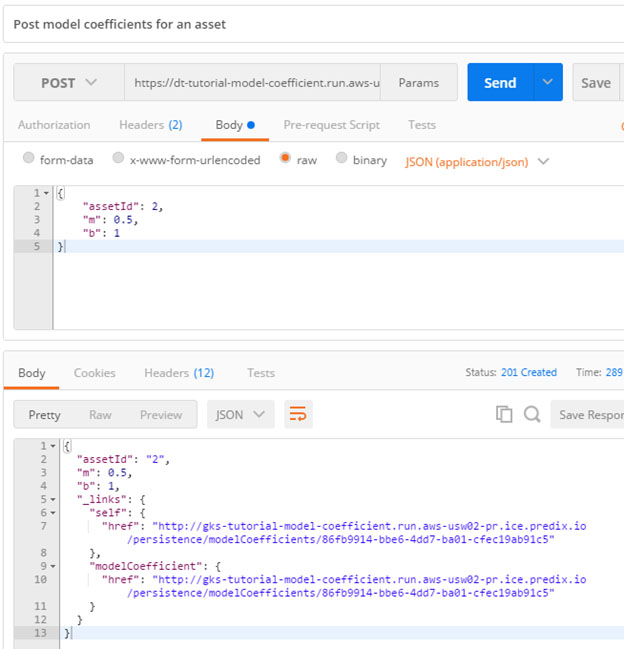 Post model coefficients for an asset
POST https://dt-tutorial-model-coefficient.run.aws-u Params Send Save
Authorization Headers (2) Body Pre-request Script Tests
form-data x-www-form-urlencoded raw binary JSON (application/json)
1 {
2 "assetId": 2,
3 "m": 0.5,
4 "b": 1
5 }
Body Cookies Headers (12) Tests Status: 201 Created Time: 289
Pretty Raw Preview JSON Save Respor
1 {
2 "assetId": "2",
3 "m": 0.5,
4 "b": 1,
5 "_links": {
6 "self": {
7 "href": "http://gks-tutorial-model-coefficient.run.aws-usw02-pr.ice.predix.io
/persistence/modelCoefficients/86fb9914-bbe6-4dd7-ba01-cfec19ab91c5"
8 },
9 "modelCoefficient": {
10 "href": "http://gks-tutorial-model-coefficient.run.aws-usw02-pr.ice.predix.io
/persistence/modelCoefficients/86fb9914-bbe6-4dd7-ba01-cfec19ab91c5"
11 }
12 }
13 }